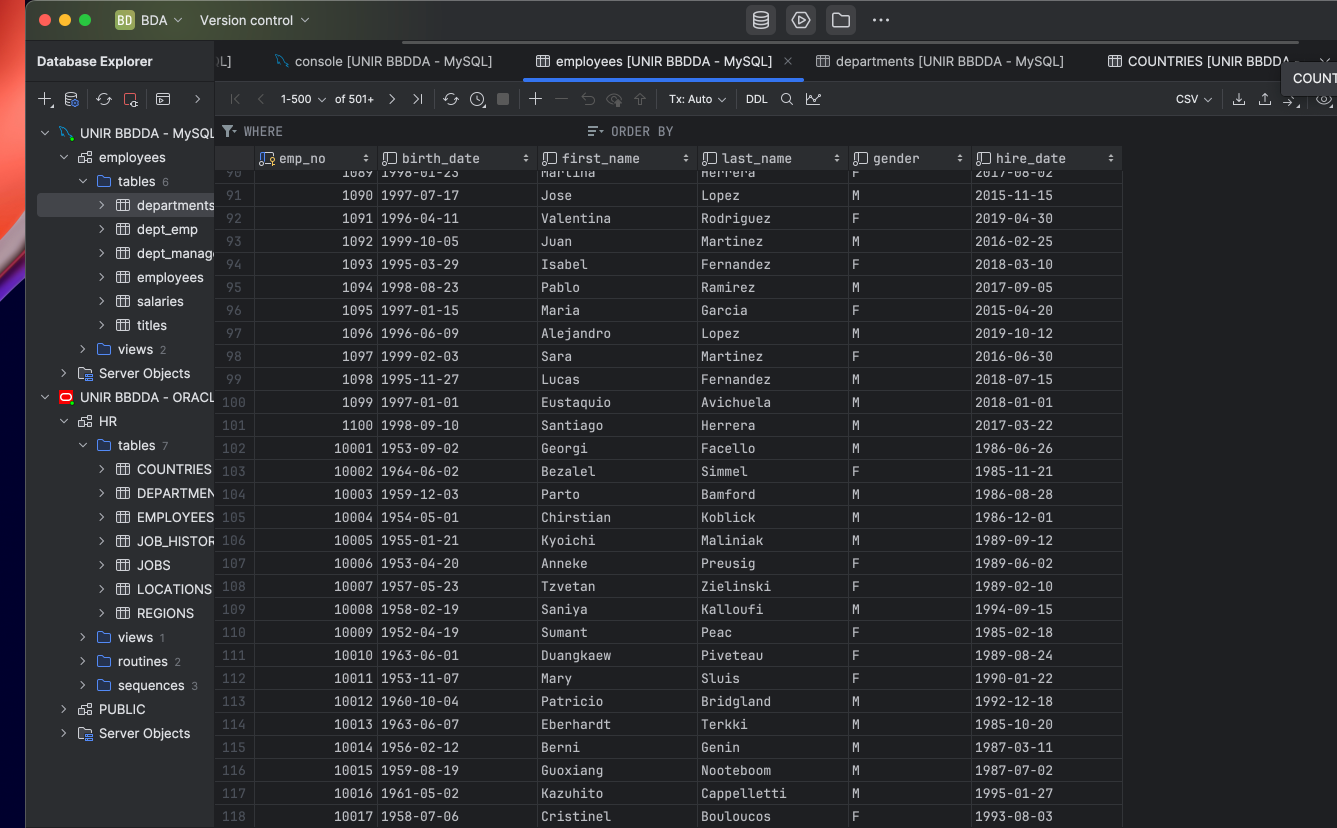 BD BDA Version control
Database Explorer
L] console [UNIR BBDDA - MySQL] employees [UNIR BBDDA - MySQL] departments [UNIR BBDDA - MySQL] COUNTRIES [UNIR BBDDA
COUNT
1-500 of 501+ Tx: Auto DDL CSV
WHERE ORDER BY
UNIR BBDDA - MySQL
employees
tables 6
departments
dept_emp
dept_manag
employees
salaries
titles
views 2
Server Objects
UNIR BBDDA - ORACL
HR
tables 7
COUNTRIES
DEPARTMEN
EMPLOYEES
JOB_HISTOR
JOBS
LOCATIONS
REGIONS
views 1
routines 2
sequences 3
PUBLIC
Server Objects
emp_no birth_date first_name last_name gender hire_date
90 1089 1998-01-23 Martina Herrera F 2017-08-02
91 1090 1997-07-17 Jose Lopez M 2015-11-15
92 1091 1996-04-11 Valentina Rodriguez F 2019-04-30
93 1092 1999-10-05 Juan Martinez M 2016-02-25
94 1093 1995-03-29 Isabel Fernandez F 2018-03-10
95 1094 1998-08-23 Pablo Ramirez M 2017-09-05
96 1095 1997-01-15 Maria Garcia F 2015-04-20
97 1096 1996-06-09 Alejandro Lopez M 2019-10-12
98 1097 1999-02-03 Sara Martinez F 2016-06-30
99 1098 1995-11-27 Lucas Fernandez M 2018-07-15
100 1099 1997-01-01 Eustaquio Avichuela M 2018-01-01
101 1100 1998-09-10 Santiago Herrera M 2017-03-22
102 10001 1953-09-02 Georgi Facello M 1986-06-26
103 10002 1964-06-02 Bezalel Simmel F 1985-11-21
104 10003 1959-12-03 Parto Bamford M 1986-08-28
105 10004 1954-05-01 Chirstian Koblick M 1986-12-01
106 10005 1955-01-21 Kyoichi Maliniak M 1989-09-12
107 10006 1953-04-20 Anneke Preusig F 1989-06-02
108 10007 1957-05-23 Tzvetan Zielinski F 1989-02-10
109 10008 1958-02-19 Saniya Kalloufi M 1994-09-15
110 10009 1952-04-19 Sumant Peac F 1985-02-18
111 10010 1963-06-01 Duangkaew Piveteau F 1989-08-24
112 10011 1953-11-07 Mary Sluis F 1990-01-22
113 10012 1960-10-04 Patricio Bridgland M 1992-12-18
114 10013 1963-06-07 Eberhardt Terkki M 1985-10-20
115 10014 1956-02-12 Berni Genin M 1987-03-11
116 10015 1959-08-19 Guoxiang Nooteboom M 1987-07-02
117 10016 1961-05-02 Kazuhito Cappelletti M 1995-01-27
118 10017 1958-07-06 Cristinel Bouloucos F 1993-08-03